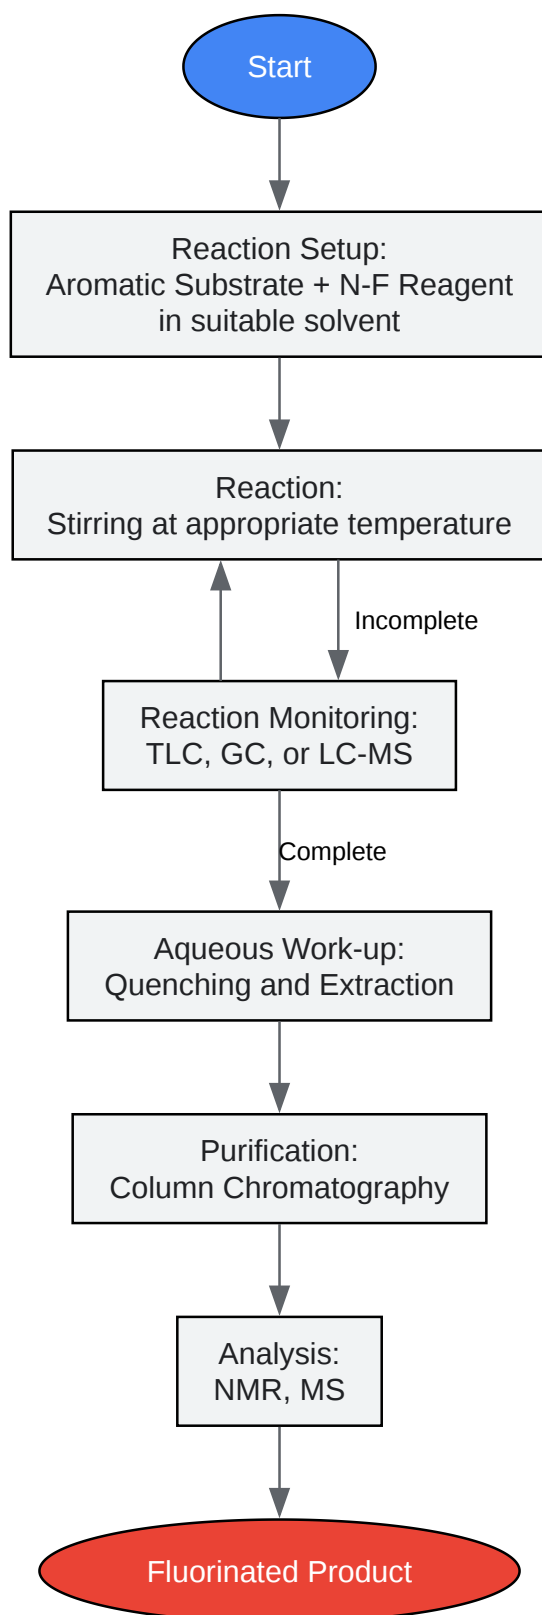 Start
Reaction Setup:
Aromatic Substrate + N-F Reagent
in suitable solvent
Reaction:
Stirring at appropriate temperature
Incomplete
Reaction Monitoring:
TLC, GC, or LC-MS
Complete
Aqueous Work-up:
Quenching and Extraction
Purification:
Column Chromatography
Analysis:
NMR, MS
Fluorinated Product